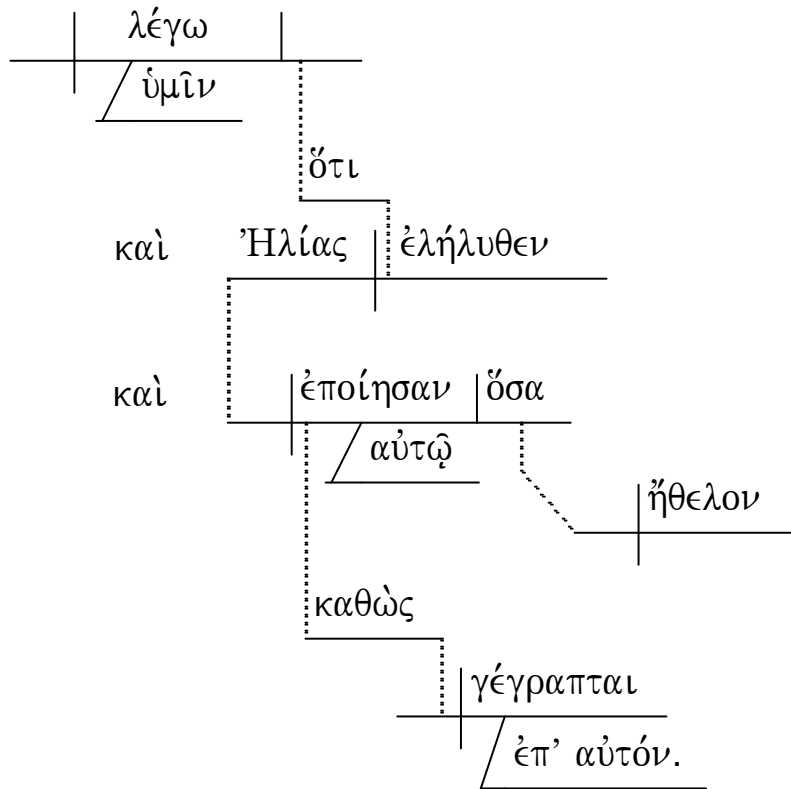 λέγω
ὑμῖν
ὅτι
καὶ Ἠλίας ἐλήλυθεν
καὶ ἐποίησαν ὅσα
αὐτῷ
ἤθελον
καθὼς
γέγραπται
ἐπ’ αὐτόν.